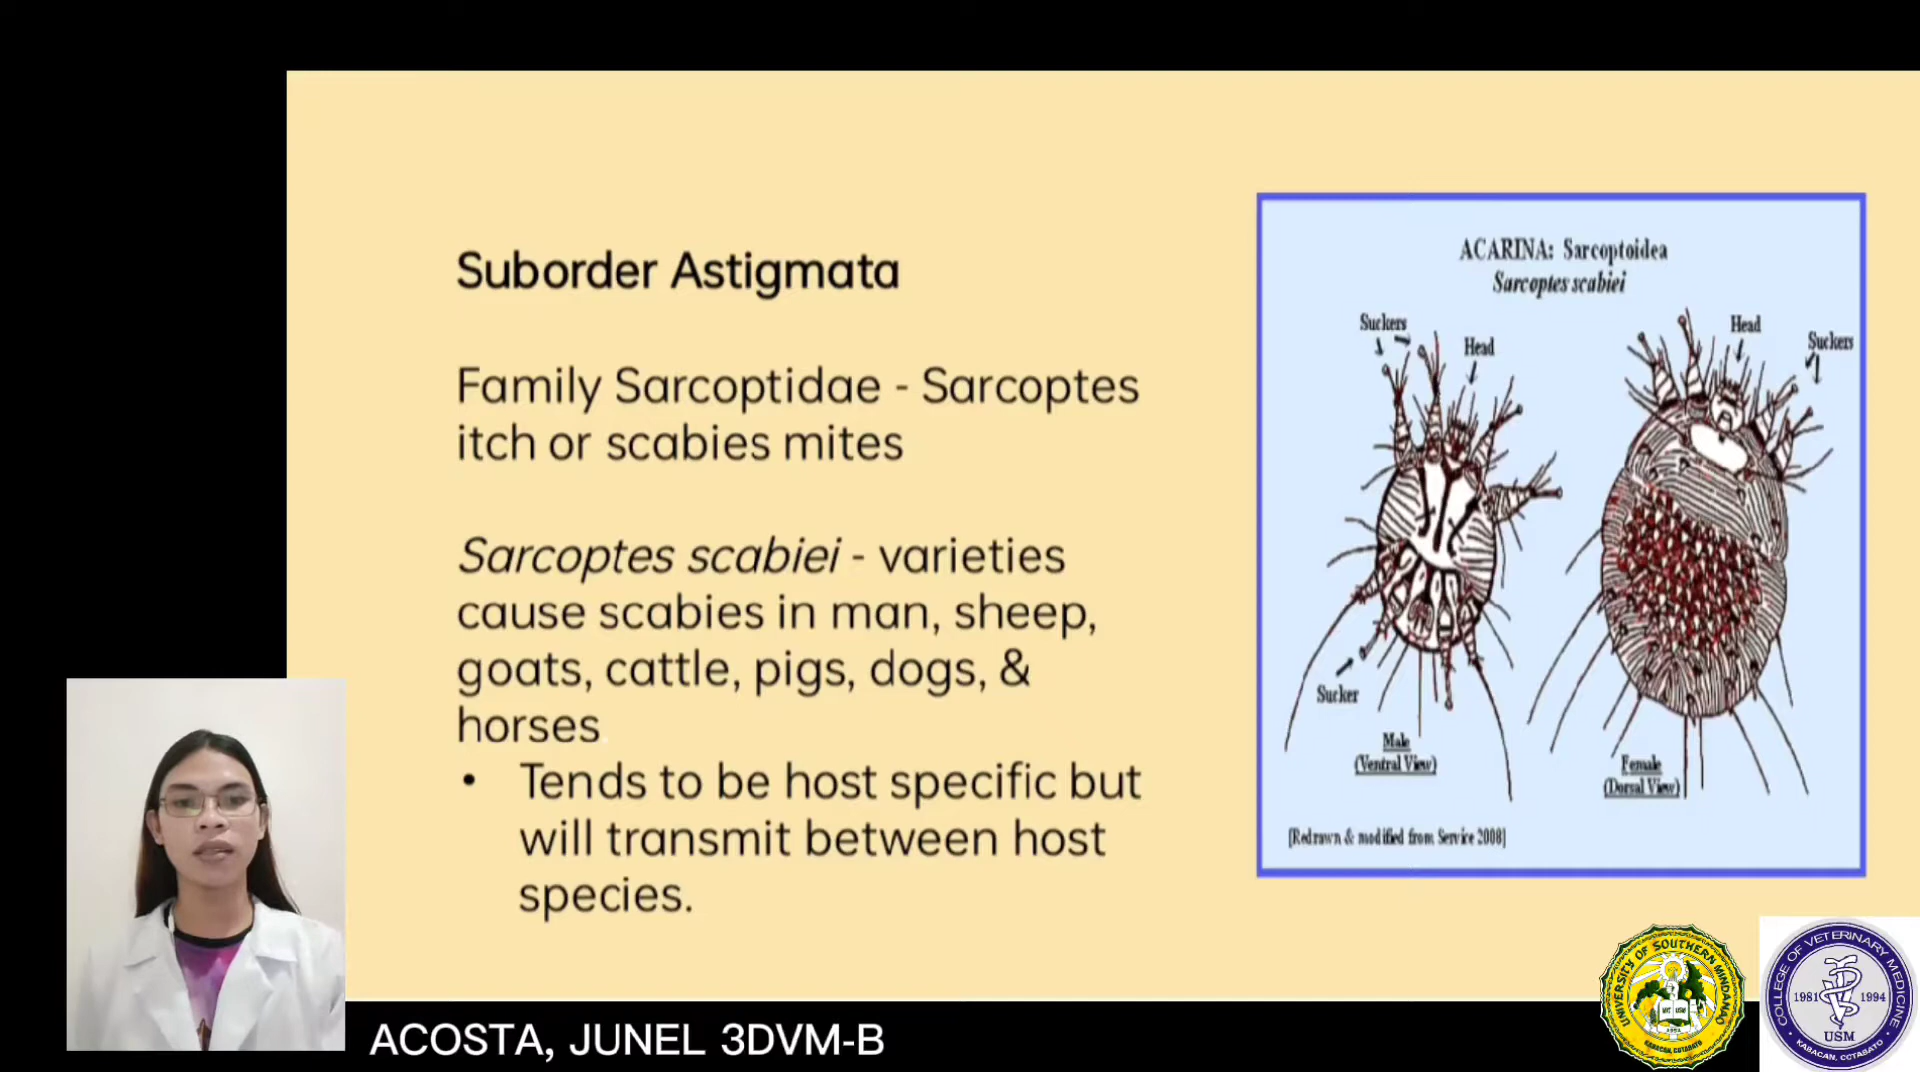 Suborder Astigmata
Family Sarcoptidae - Sarcoptes
itch or scabies mites
Sarcoptes scabiei - varieties
cause scabies in man, sheep,
goats, cattle, pigs, dogs, &
horses
• Tends to be host specific but
will transmit between host
species.
ACARINA: Sarcoptoidea
Sarcoptes scabiei
Suckers
Head
Head
Suckers
Sucker
Male
(Ventral View)
Female
(Dorsal View)
[Redrawn & modified from Service 2008]
ACOSTA, JUNEL 3DVM-B
UNIVERSITY OF SOUTHERN MINDANAO
KABACAN, COTABATO
COLLEGE OF VETERINARY MEDICINE
1981 1994
USM
KABACAN, COTABATO